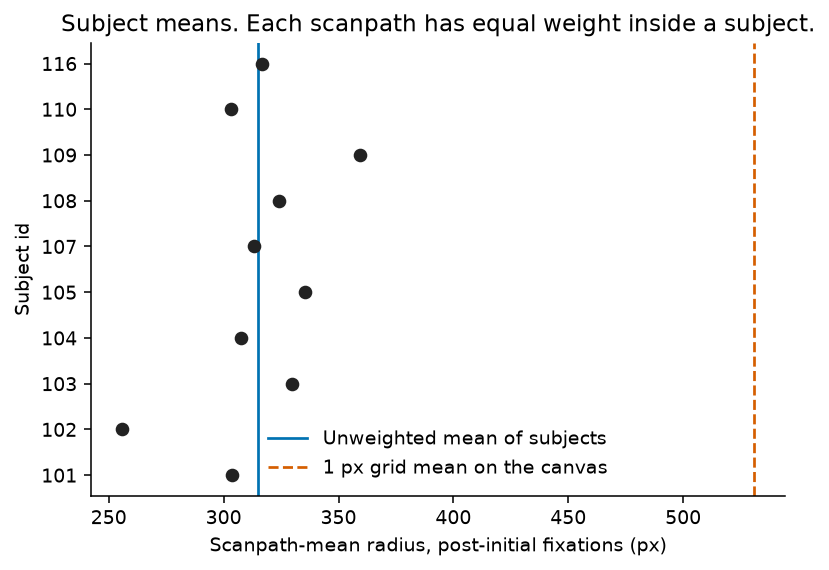 Subject means. Each scanpath has equal weight inside a subject.
Subject id
116
110
109
108
107
105
104
103
102
101
Unweighted mean of subjects
1 px grid mean on the canvas
250 300 350 400 450 500
Scanpath-mean radius, post-initial fixations (px)